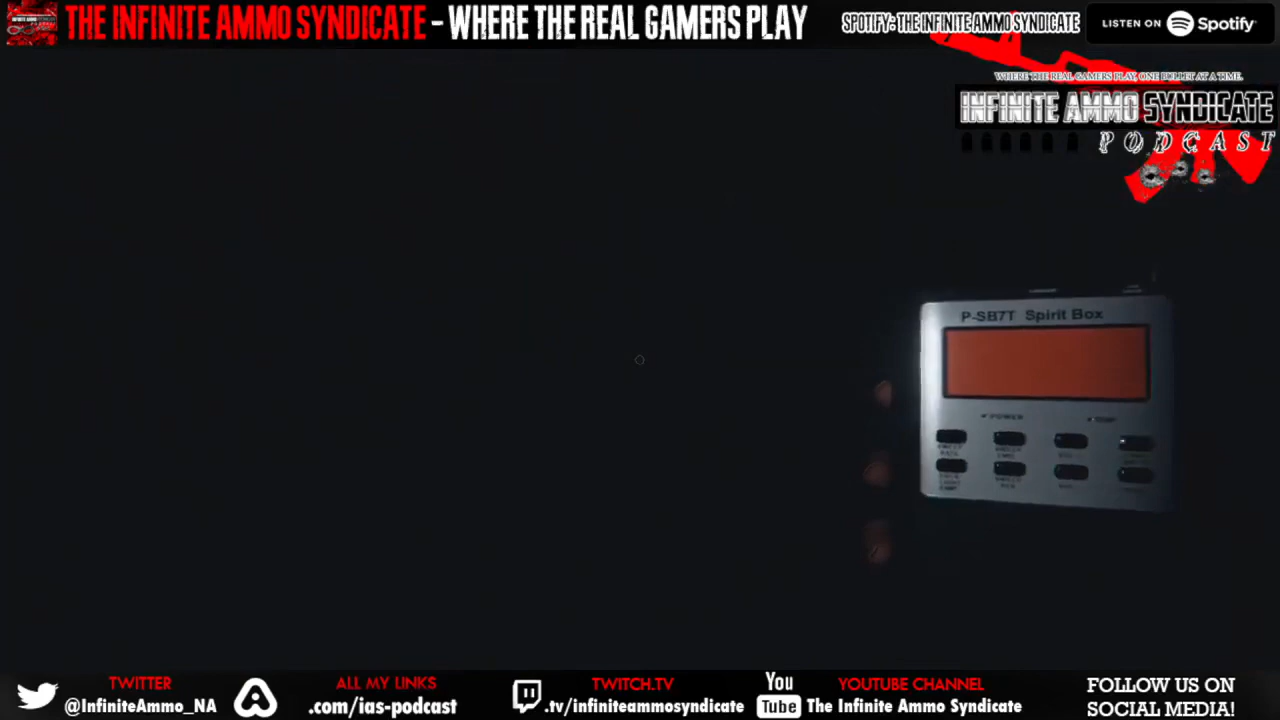 THE INFINITE AMMO SYNDICATE - WHERE THE REAL GAMERS PLAY
SPOTIFY: THE INFINITE AMMO SYNDICATE
LISTEN ON Spotify
WHERE THE REAL GAMERS PLAY, ONE BULLET AT A TIME.
INFINITE AMMO SYNDICATE
PODCAST
P-SB7T Spirit Box
POWER
TWITTER
@InfiniteAmmo_NA
ALL MY LINKS
.com/ias-podcast
TWITCH.TV
.tv/infiniteammosyndicate
You Tube
YOUTUBE CHANNEL
The Infinite Ammo Syndicate
FOLLOW US ON
SOCIAL MEDIA!